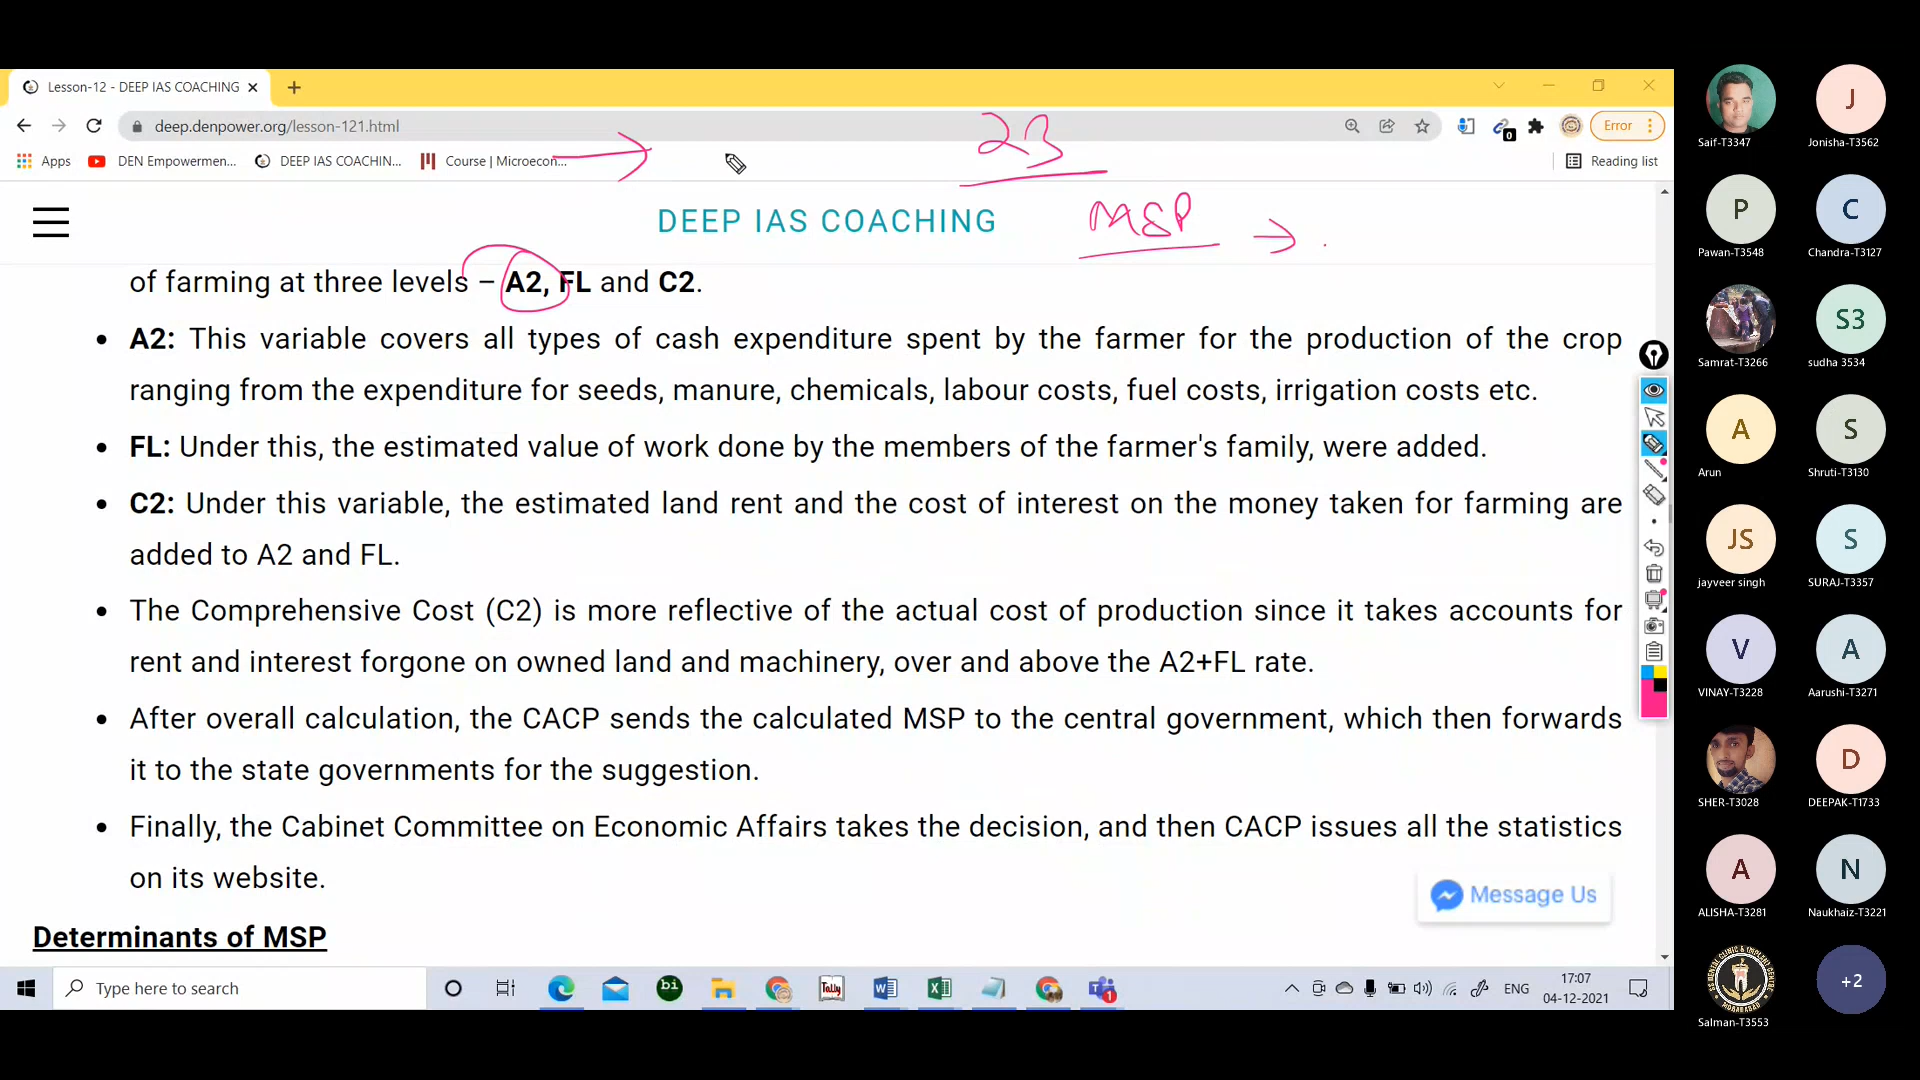 Lesson-12 - DEEP IAS COACHING
deep.denpower.org/lesson-121.html
Error
Apps
DEN Empowermen...
DEEP IAS COACHIN...
Course | Microecon...
Reading list
23
DEEP IAS COACHING
MSP →
of farming at three levels – A2, FL and C2.
• A2: This variable covers all types of cash expenditure spent by the farmer for the production of the crop
ranging from the expenditure for seeds, manure, chemicals, labour costs, fuel costs, irrigation costs etc.
• FL: Under this, the estimated value of work done by the members of the farmer's family, were added.
• C2: Under this variable, the estimated land rent and the cost of interest on the money taken for farming are
added to A2 and FL.
• The Comprehensive Cost (C2) is more reflective of the actual cost of production since it takes accounts for
rent and interest forgone on owned land and machinery, over and above the A2+FL rate.
• After overall calculation, the CACP sends the calculated MSP to the central government, which then forwards
it to the state governments for the suggestion.
• Finally, the Cabinet Committee on Economic Affairs takes the decision, and then CACP issues all the statistics
on its website.
Message Us
Determinants of MSP
Type here to search
bi
Tally
ENG
17:07
04-12-2021
Saif-T3347
J
Jonisha-T3562
P
Pawan-T3548
C
Chandra-T3127
Samrat-T3266
S3
sudha 3534
A
Arun
S
Shruti-T3130
JS
jayveer singh
S
SURAJ-T3357
V
VINAY-T3228
A
Aarushi-T3271
SHER-T3028
D
DEEPAK-T1733
A
ALISHA-T3281
N
Naukhaiz-T3221
Salman-T3553
+2